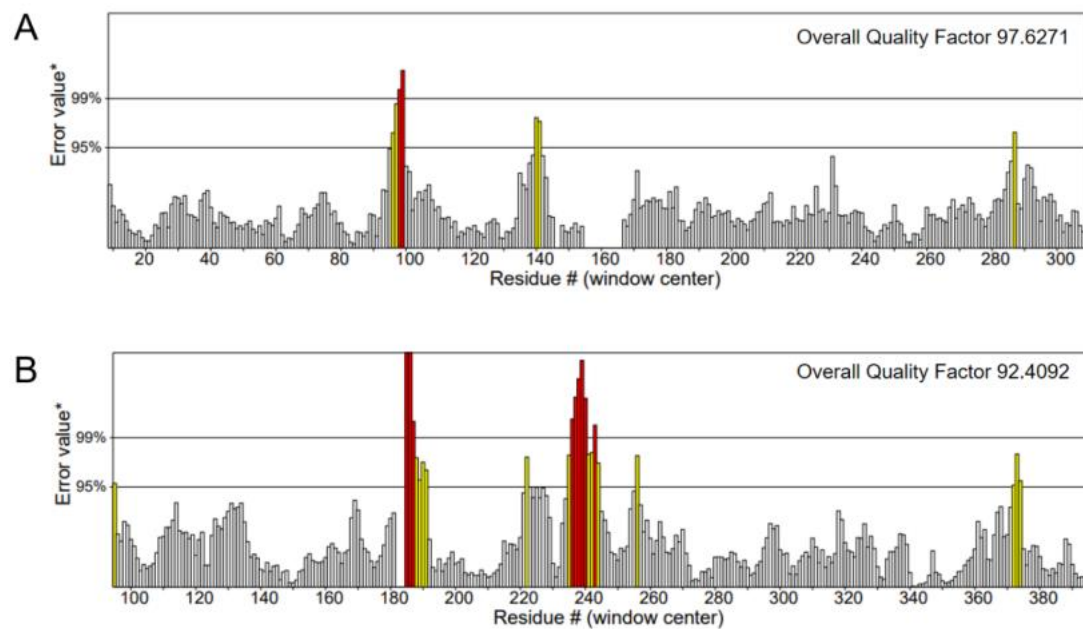 A
Overall Quality Factor 97.6271
Error value*
99%
95%
20 40 60 80 100 120 140 160 180 200 220 240 260 280 300
Residue # (window center)
B
Overall Quality Factor 92.4092
Error value*
99%
95%
100 120 140 160 180 200 220 240 260 280 300 320 340 360 380
Residue # (window center)